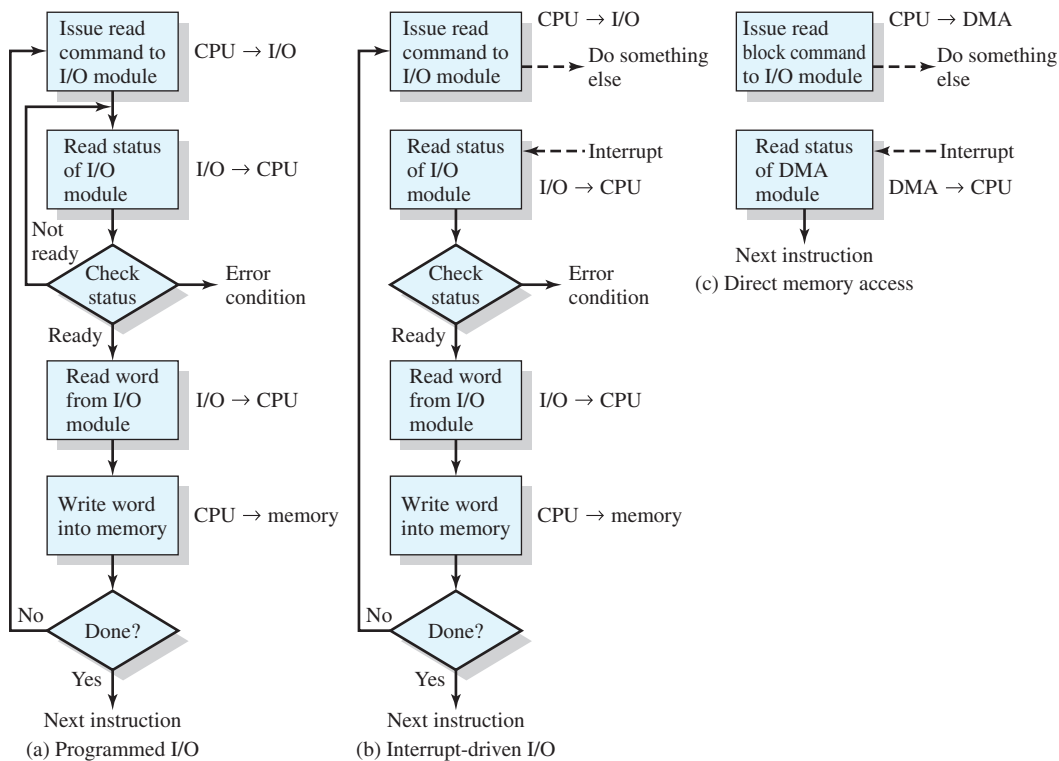 Issue read
command to
I/O module
CPU → I/O
Read status
of I/O
module
I/O → CPU
Not
ready
Check
status
Error
condition
Ready
Read word
from I/O
module
I/O → CPU
Write word
into memory
CPU → memory
No
Done?
Yes
Next instruction
(a) Programmed I/O
Issue read
command to
I/O module
CPU → I/O
Do something
else
Read status
of I/O
module
Interrupt
I/O → CPU
Check
status
Error
condition
Ready
Read word
from I/O
module
I/O → CPU
Write word
into memory
CPU → memory
No
Done?
Yes
Next instruction
(b) Interrupt-driven I/O
Issue read
block command
to I/O module
CPU → DMA
Do something
else
Read status
of DMA
module
Interrupt
DMA → CPU
Next instruction
(c) Direct memory access